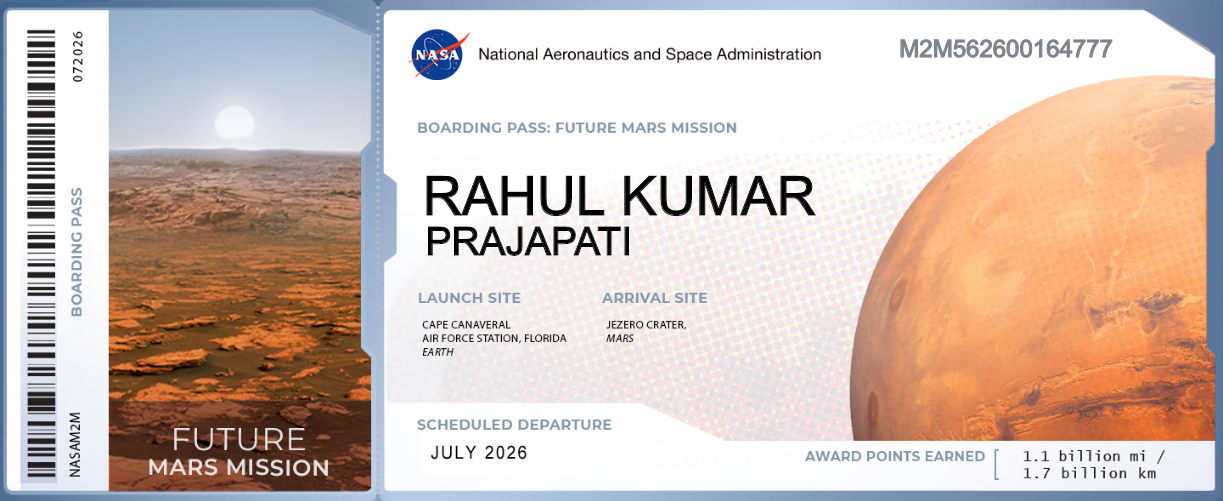 072026
BOARDING PASS
NASAM2M
FUTURE
MARS MISSION
NASA
National Aeronautics and Space Administration
M2M562600164777
BOARDING PASS: FUTURE MARS MISSION
RAHUL KUMAR
PRAJAPATI
LAUNCH SITE
CAPE CANAVERAL
AIR FORCE STATION, FLORIDA
EARTH
ARRIVAL SITE
JEZERO CRATER,
MARS
SCHEDULED DEPARTURE
JULY 2026
AWARD POINTS EARNED
1.1 billion mi /
1.7 billion km